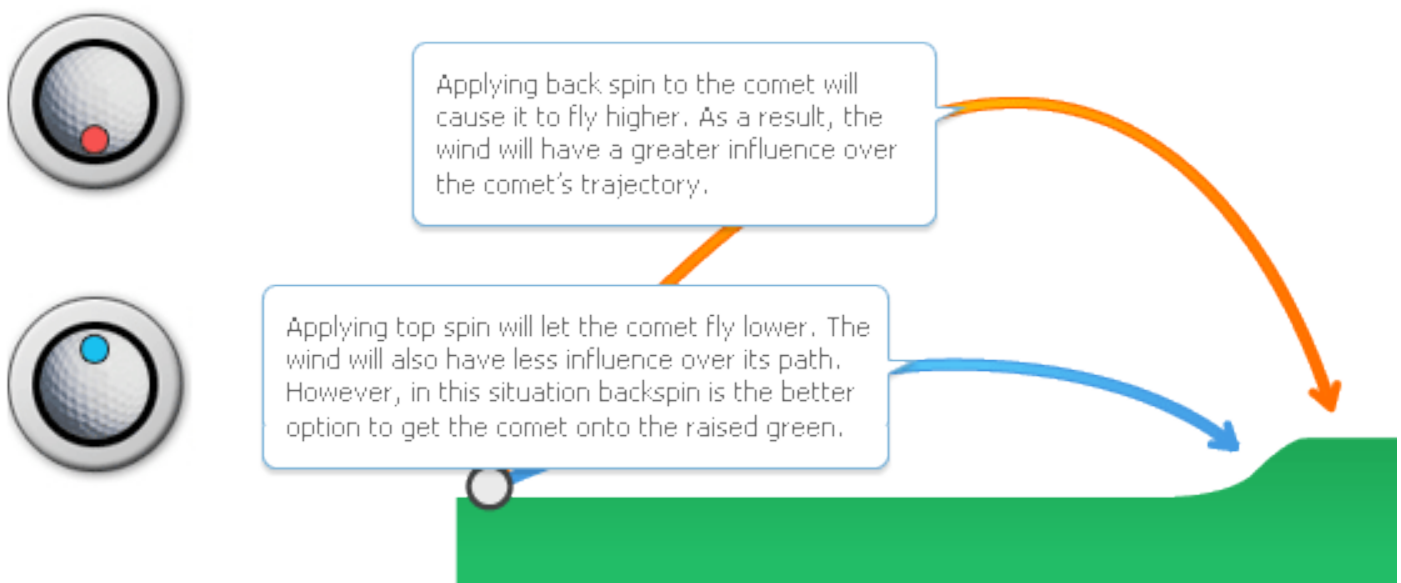 Applying back spin to the comet will
cause it to fly higher. As a result, the
wind will have a greater influence over
the comet's trajectory.
Applying top spin will let the comet fly lower. The
wind will also have less influence over its path.
However, in this situation backspin is the better
option to get the comet onto the raised green.